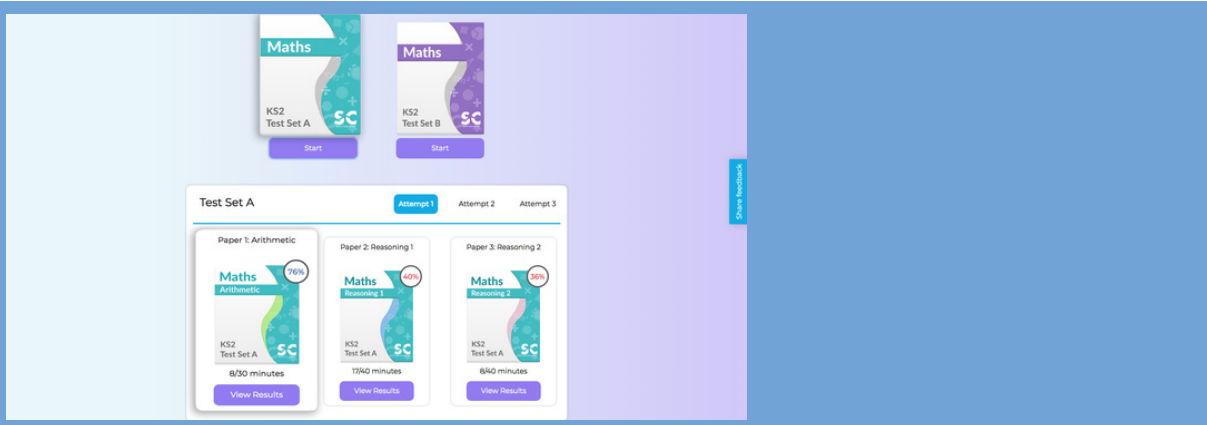 Maths
KS2
Test Set A
SC
Start
Maths
KS2
Test Set B
SC
Start
Share feedback
Test Set A
Attempt 1
Attempt 2
Attempt 3
Paper 1: Arithmetic
76%
Maths
Arithmetic
KS2
Test Set A
SC
8/30 minutes
View Results
Paper 2: Reasoning 1
40%
Maths
Reasoning 1
KS2
Test Set A
SC
17/40 minutes
View Results
Paper 3: Reasoning 2
36%
Maths
Reasoning 2
KS2
Test Set A
SC
8/40 minutes
View Results